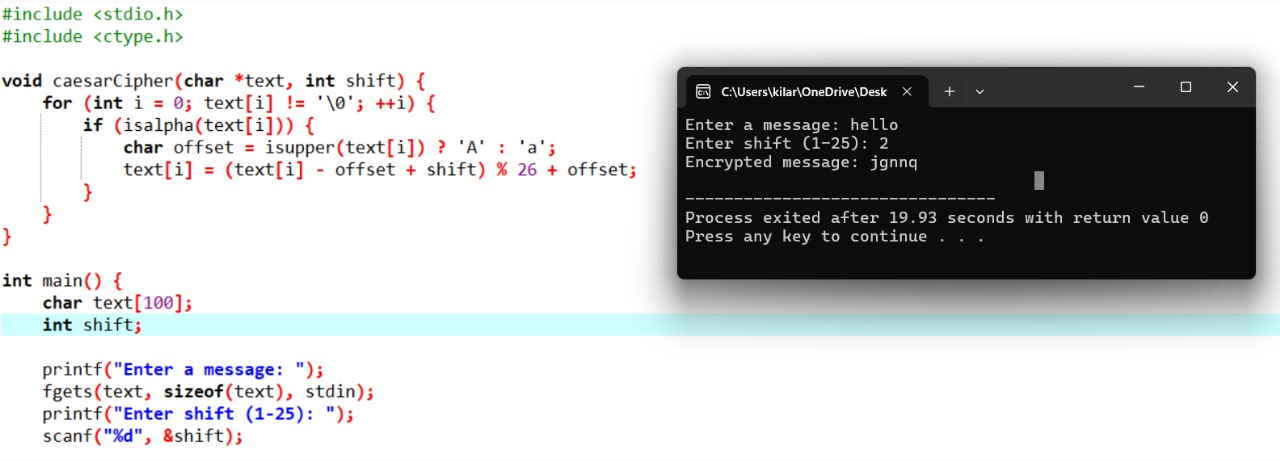 #include <stdio.h>
#include <ctype.h>
void caesarCipher(char *text, int shift) {
    for (int i = 0; text[i] != '\0'; ++i) {
        if (isalpha(text[i])) {
            char offset = isupper(text[i]) ? 'A' : 'a';
            text[i] = (text[i] - offset + shift) % 26 + offset;
        }
    }
}
int main() {
    char text[100];
    int shift;
    printf("Enter a message: ");
    fgets(text, sizeof(text), stdin);
    printf("Enter shift (1-25): ");
    scanf("%d", &shift);
C:\Users\kilar\OneDrive\Desk
Enter a message: hello
Enter shift (1-25): 2
Encrypted message: jgnnq
--------------------------------
Process exited after 19.93 seconds with return value 0
Press any key to continue . . .